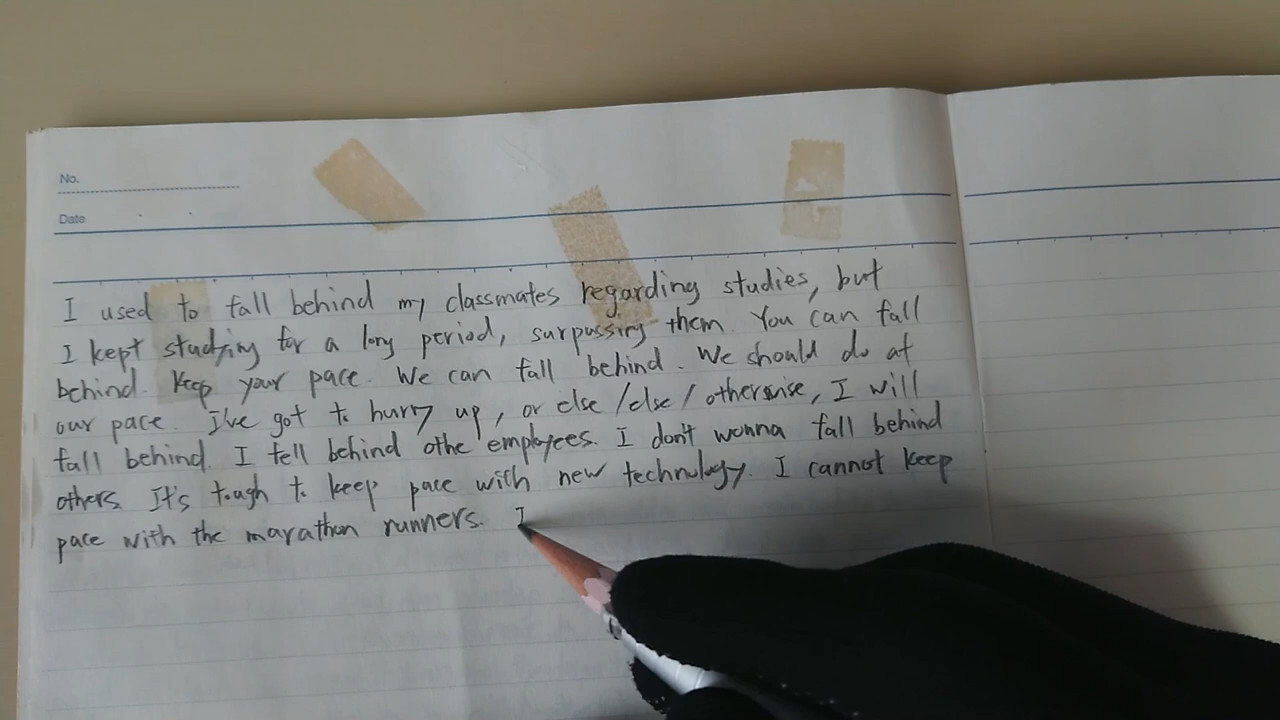 No.
Date
I used to fall behind my classmates regarding studies, but
I kept studying for a long period, surpassing them. You can fall
behind. Keep your pace. We can fall behind. We should do at
our pace. I've got to hurry up, or else / else / otherwise, I will
fall behind. I fell behind othe employees. I don't wanna fall behind
others. It's tough to keep pace with new technology. I cannot keep
pace with the marathon runners. I